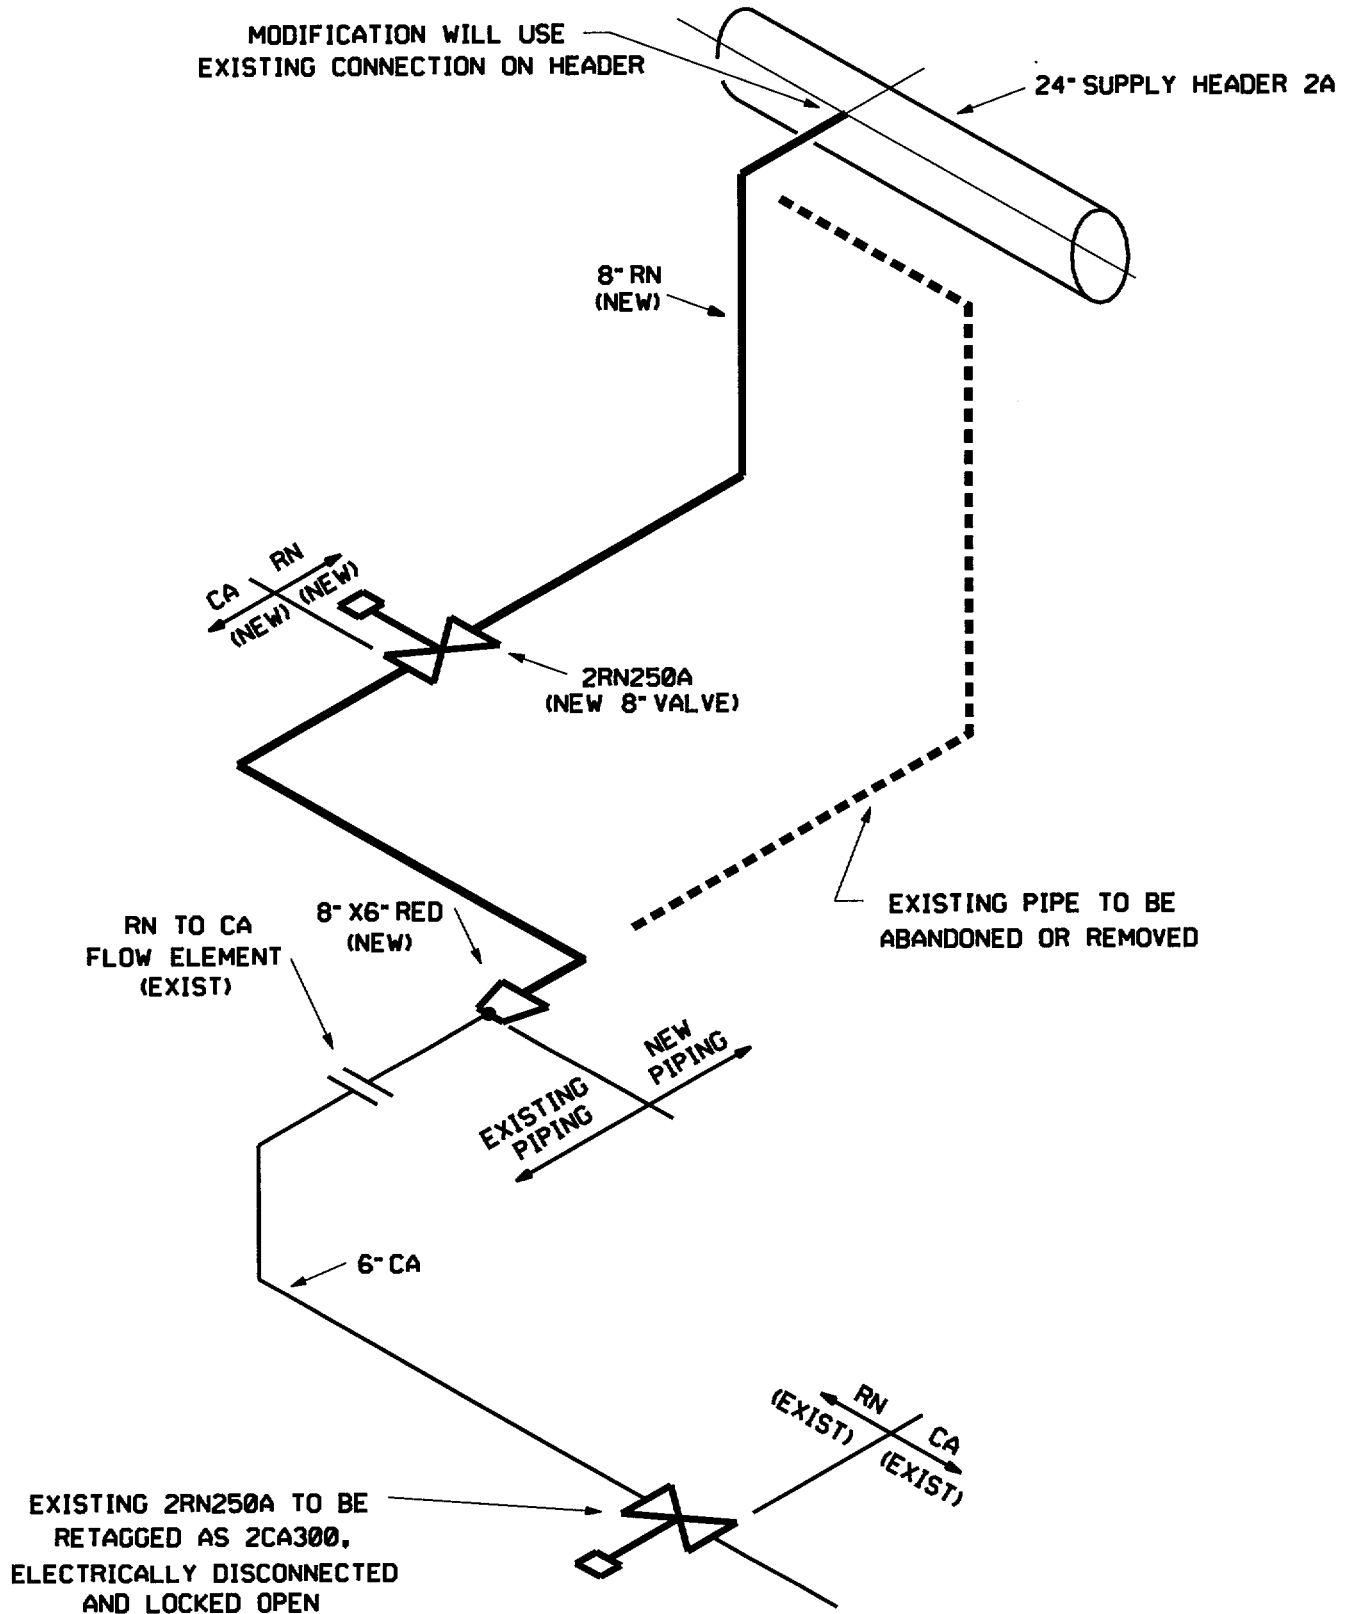 MODIFICATION WILL USE
EXISTING CONNECTION ON HEADER
24" SUPPLY HEADER 2A
8" RN
(NEW)
RN
CA
(NEW)
(NEW)
2RN250A
(NEW 8" VALVE)
8" X6" RED
(NEW)
RN TO CA
FLOW ELEMENT
(EXIST)
EXISTING PIPE TO BE
ABANDONED OR REMOVED
NEW
PIPING
EXISTING
PIPING
6" CA
RN
(EXIST)
CA
(EXIST)
EXISTING 2RN250A TO BE
RETAGGED AS 2CA300,
ELECTRICALLY DISCONNECTED
AND LOCKED OPEN